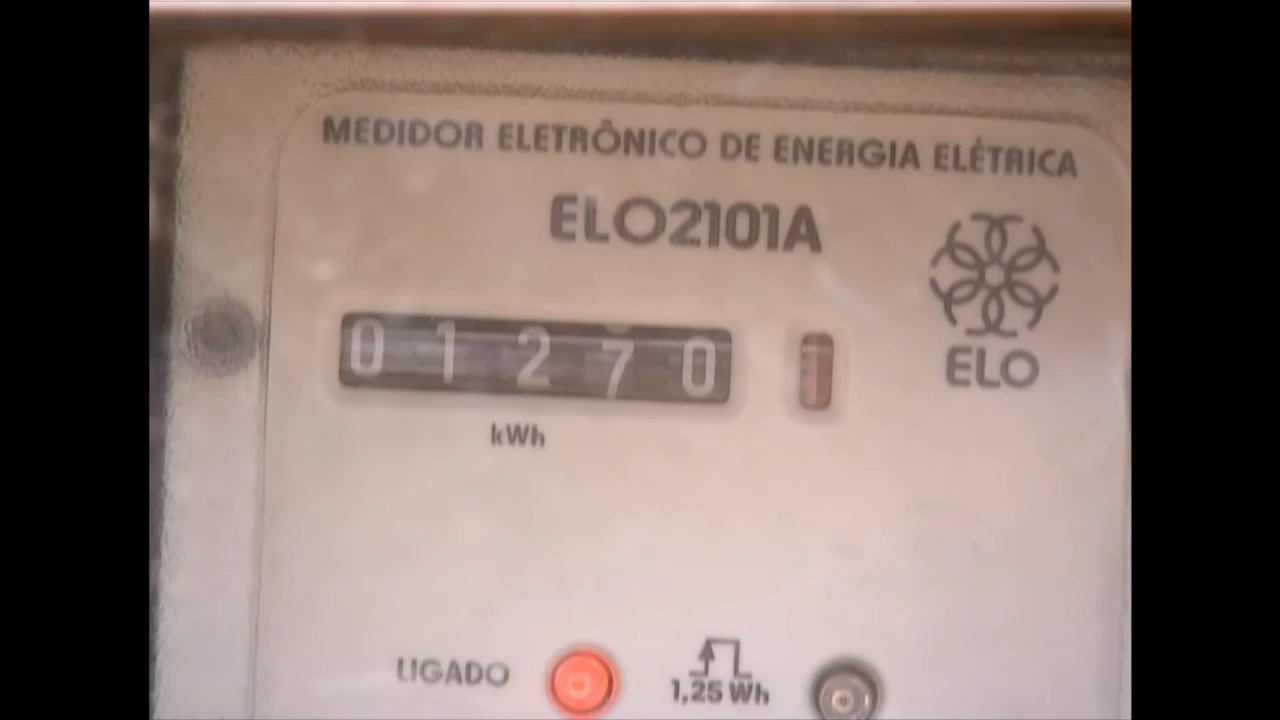 MEDIDOR ELETRÔNICO DE ENERGIA ELÉTRICA
ELO2101A
01270
ELO
kWh
LIGADO
1,25 Wh